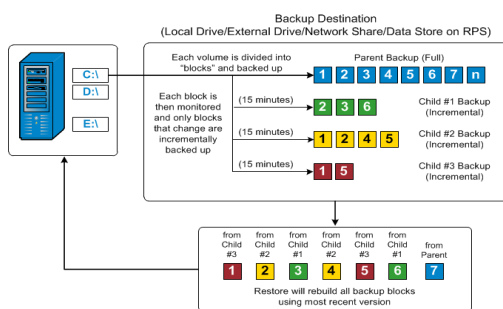 Backup Destination
(Local Drive/External Drive/Network Share/Data Store on RPS)
C:\
D:\
E:\
Each volume is divided into
"blocks" and backed up
Parent Backup (Full)
1 2 3 4 5 6 7 n
Each block is
then monitored
and only blocks
that change are
incrementally
backed up
(15 minutes)
2 3 6
Child #1 Backup
(Incremental)
(15 minutes)
1 2 4 5
Child #2 Backup
(Incremental)
(15 minutes)
1 5
Child #3 Backup
(Incremental)
from
Child
#3
from
Child
#2
from
Child
#1
from
Child
#2
from
Child
#3
from
Child
#1
from
Parent
1 2 3 4 5 6 7
Restore will rebuild all backup blocks
using most recent version